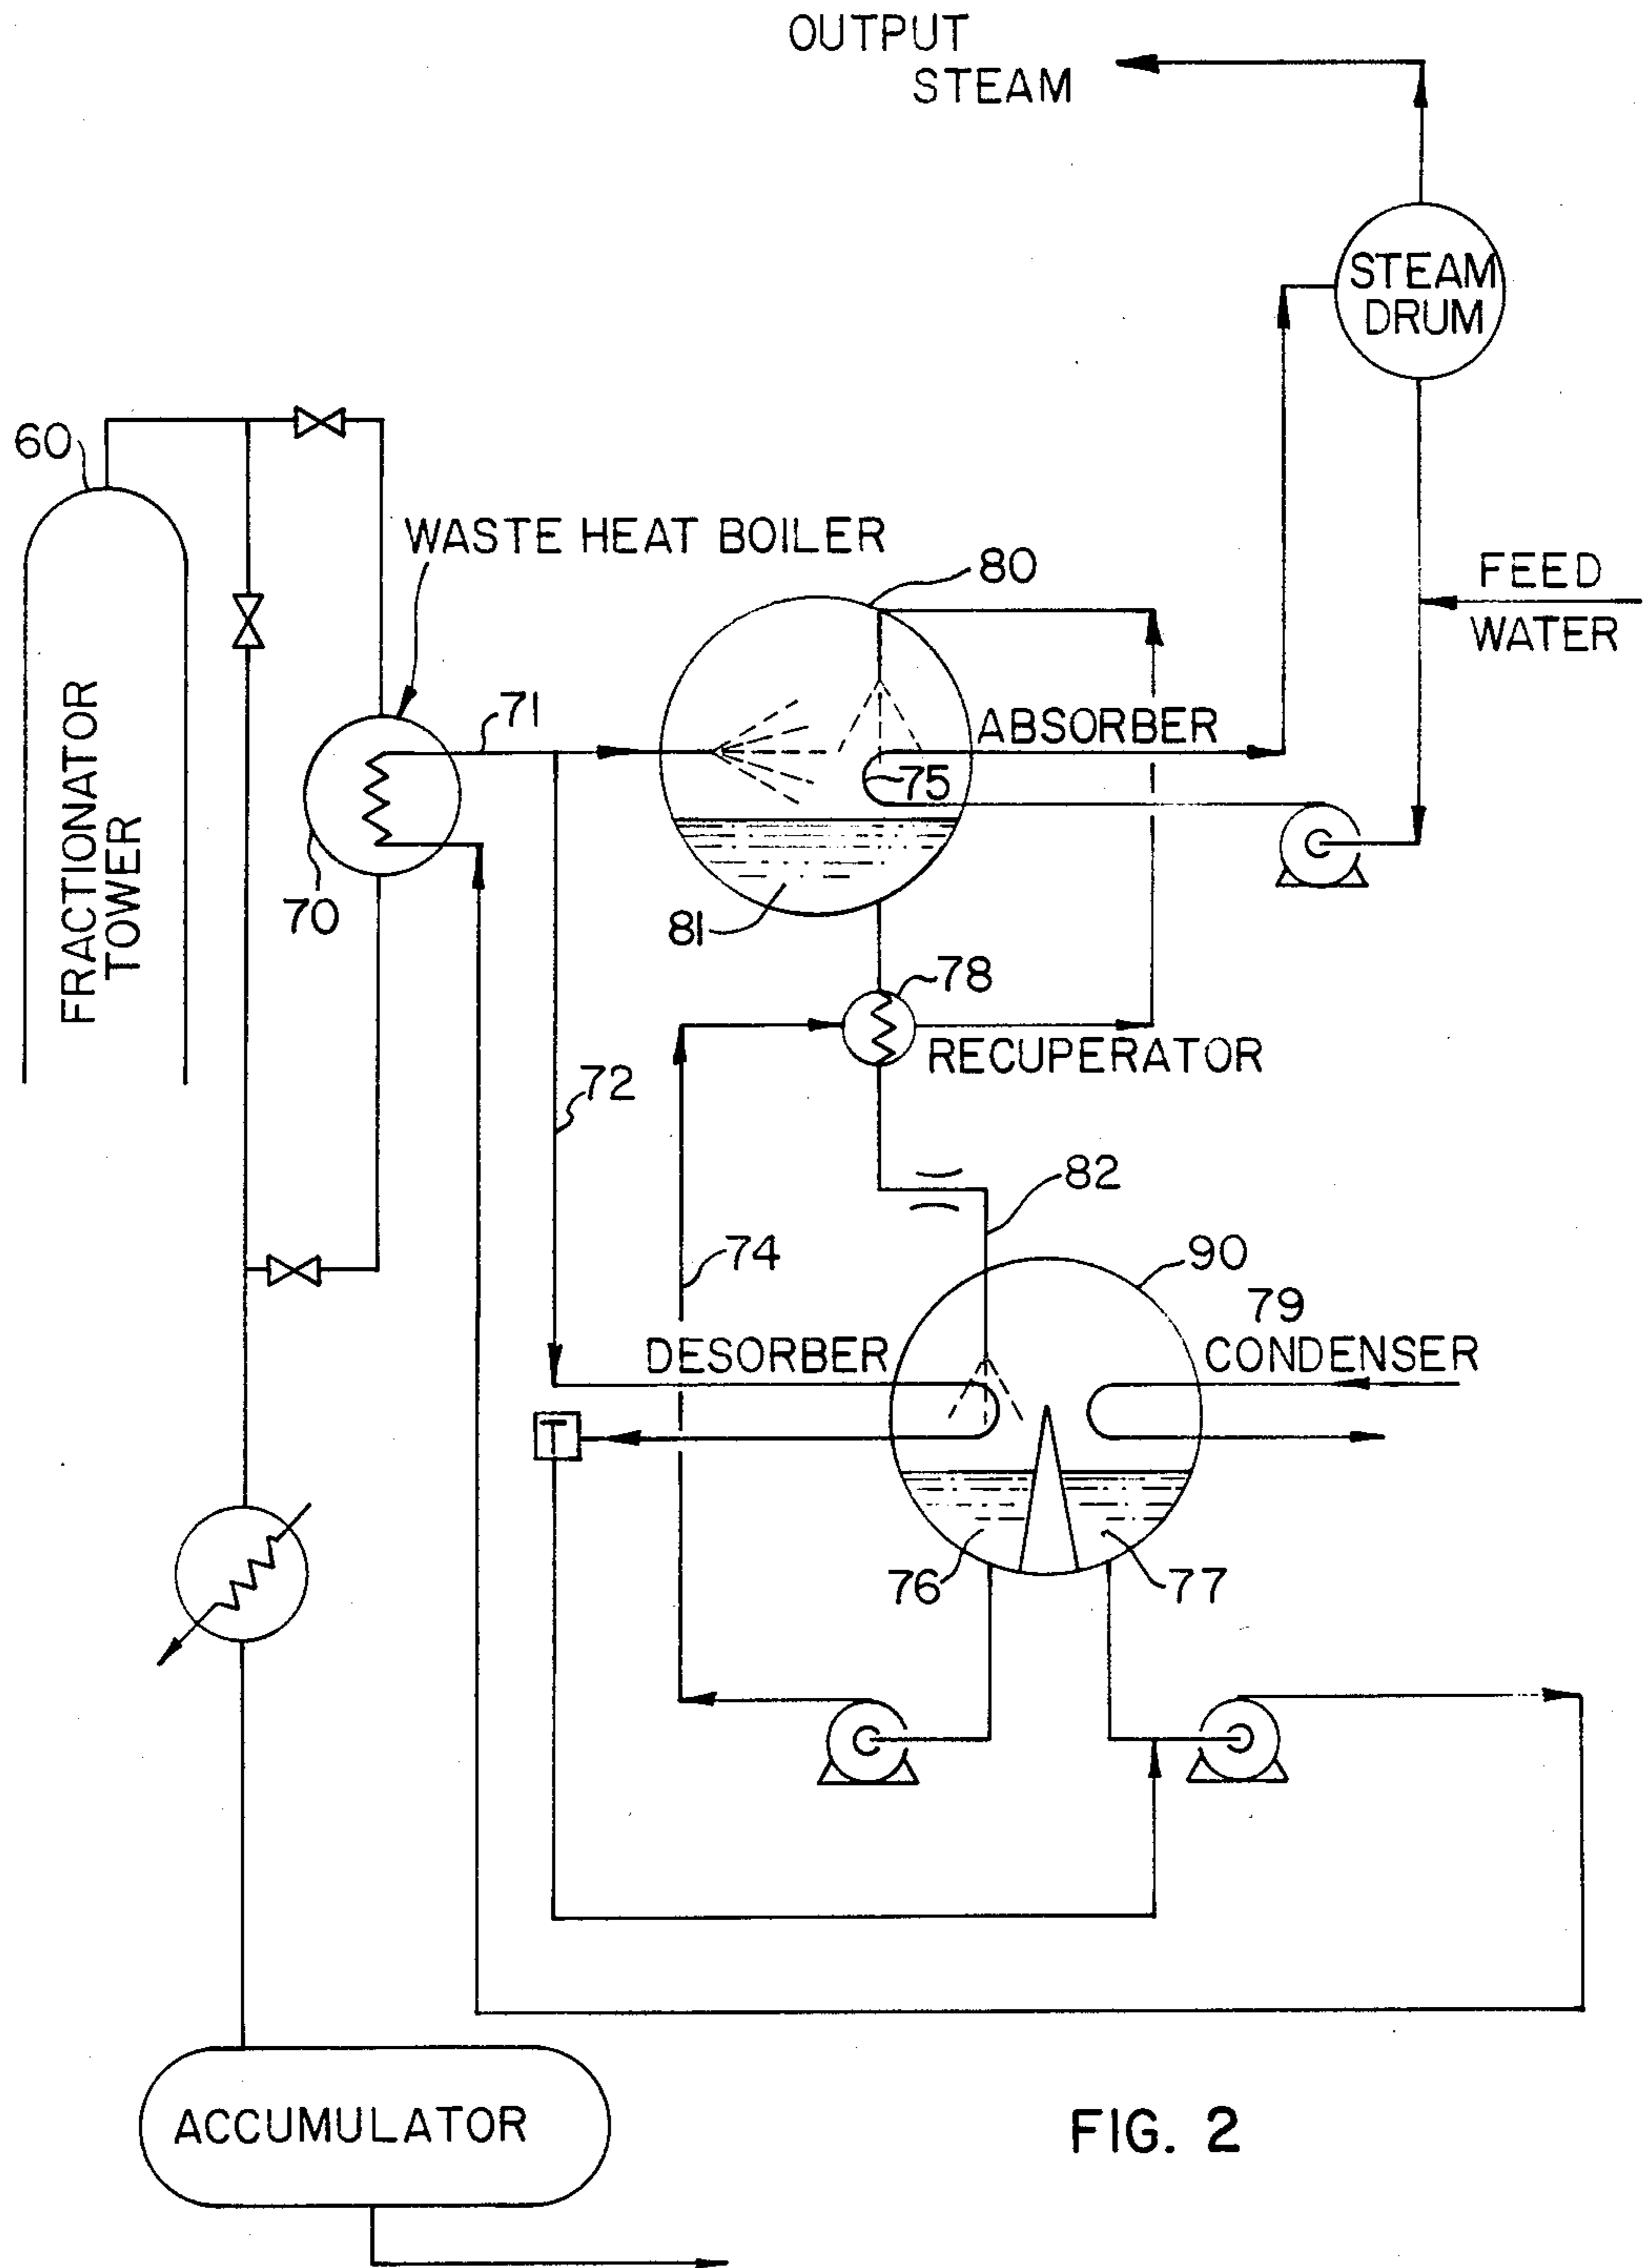 OUTPUT
STEAM
STEAM
DRUM
60
WASTE HEAT BOILER
80
FEED
WATER
FRACTIONATOR
TOWER
71
ABSORBER
75
70
81
78
RECUPERATOR
72
82
74
90
79
DESORBER
CONDENSER
T
76
77
ACCUMULATOR
FIG. 2